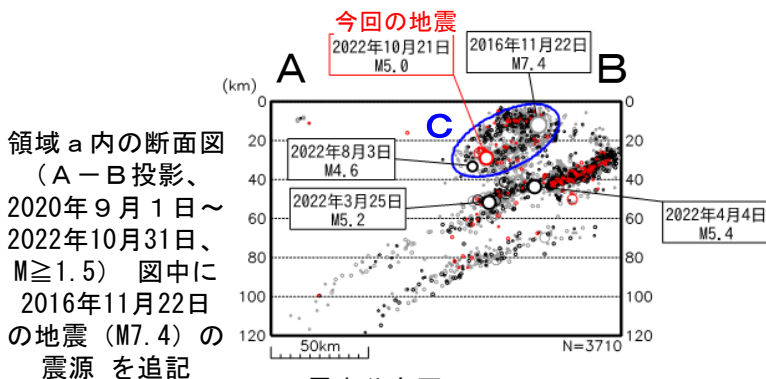 今回の地震
2022年10月21日
M5.0
2016年11月22日
M7.4
A
B
C
(km)
0
20
40
60
80
100
120
0
20
40
60
80
100
120
2022年8月3日
M4.6
2022年3月25日
M5.2
2022年4月4日
M5.4
50km
N=3710
領域a内の断面図
(A-B投影、
2020年9月1日~
2022年10月31日、
M≧1.5) 図中に
2016年11月22日
の地震(M7.4)の
震源 を追記